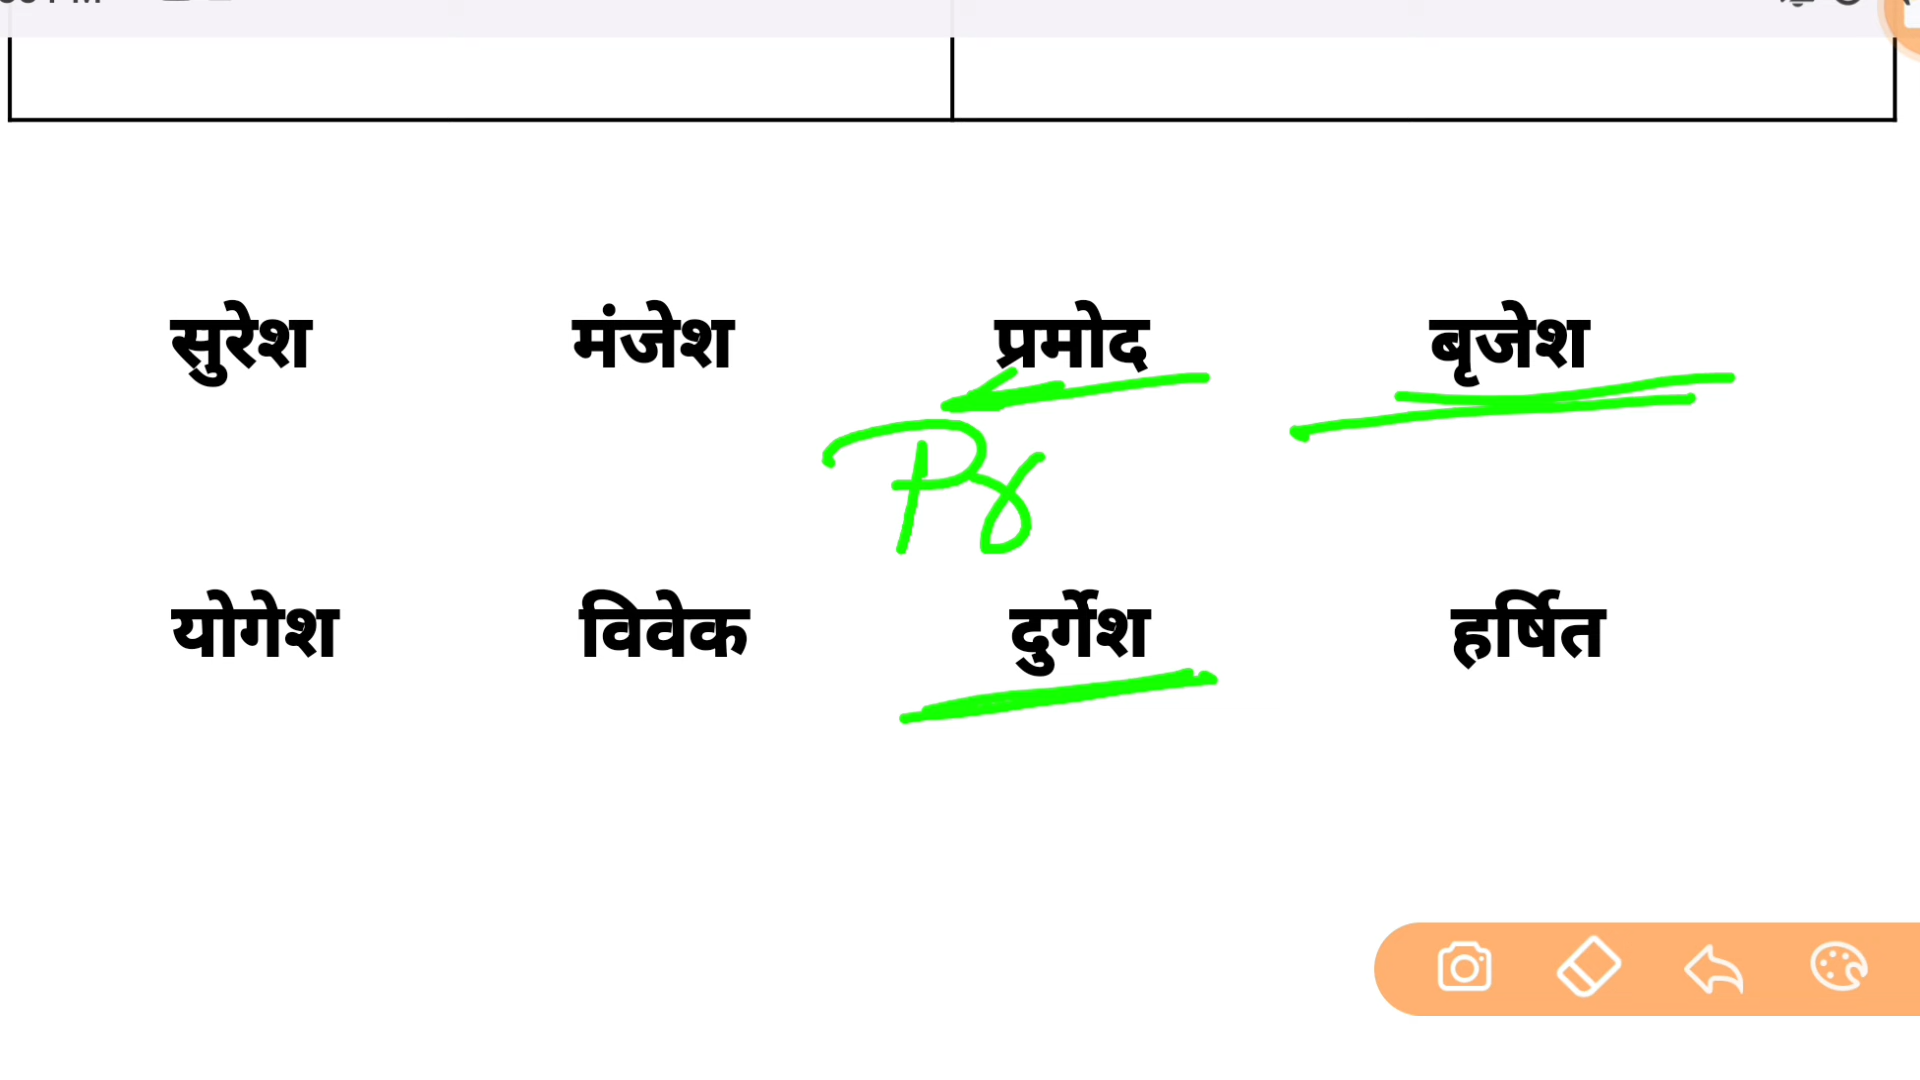 सुरेश मंजेश प्रमोद बृजेश
Pr
योगेश विवेक दुर्गेश हर्षित